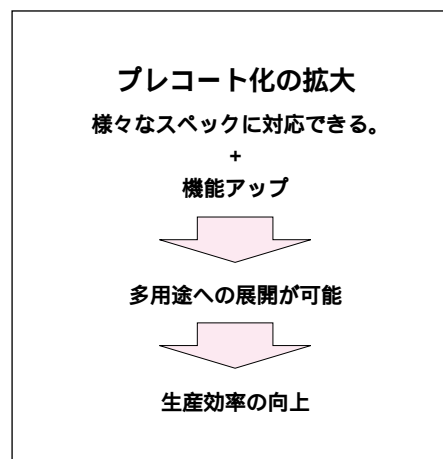 プレコート化の拡大
様々なスペックに対応できる。
+
機能アップ
多用途への展開が可能
生産効率の向上